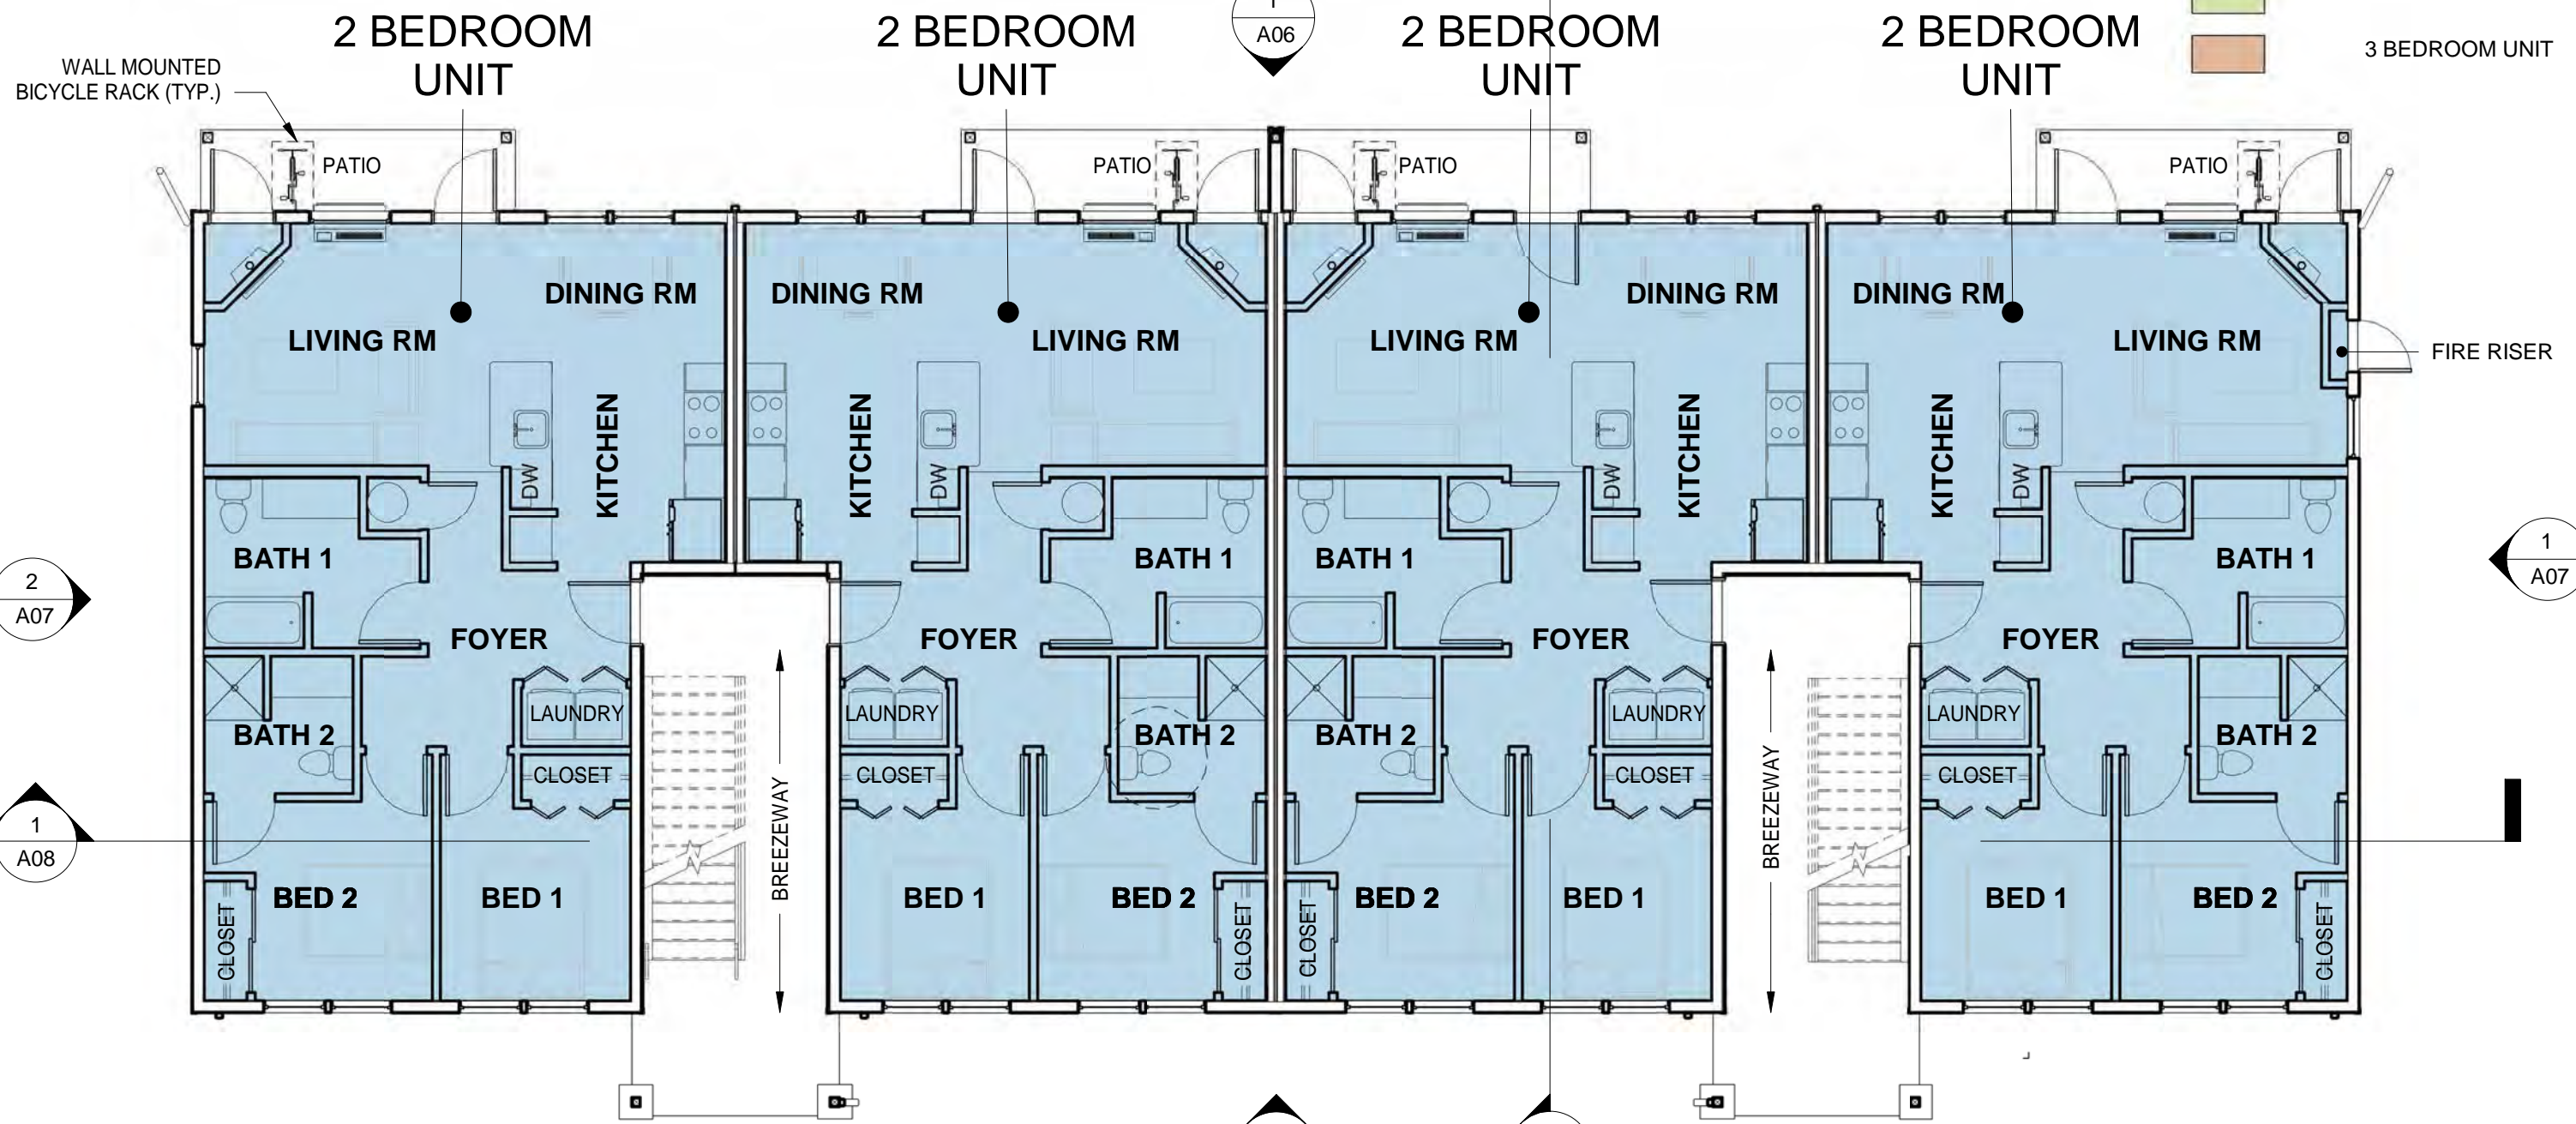 2 BEDROOM
UNIT
2 BEDROOM
UNIT
1
A06
2 BEDROOM
UNIT
2 BEDROOM
UNIT
3 BEDROOM UNIT
WALL MOUNTED
BICYCLE RACK (TYP.)
PATIO
PATIO
PATIO
PATIO
DINING RM
DINING RM
DINING RM
DINING RM
LIVING RM
LIVING RM
LIVING RM
LIVING RM
FIRE RISER
KITCHEN
KITCHEN
KITCHEN
KITCHEN
DW
DW
DW
DW
BATH 1
BATH 1
BATH 1
BATH 1
2
A07
1
A07
FOYER
FOYER
FOYER
FOYER
LAUNDRY
LAUNDRY
LAUNDRY
LAUNDRY
BATH 2
BATH 2
BATH 2
BATH 2
CLOSET
CLOSET
CLOSET
CLOSET
BREEZEWAY
BREEZEWAY
1
A08
BED 2
BED 1
BED 1
BED 2
BED 2
BED 1
BED 1
BED 2
CLOSET
CLOSET
CLOSET
CLOSET